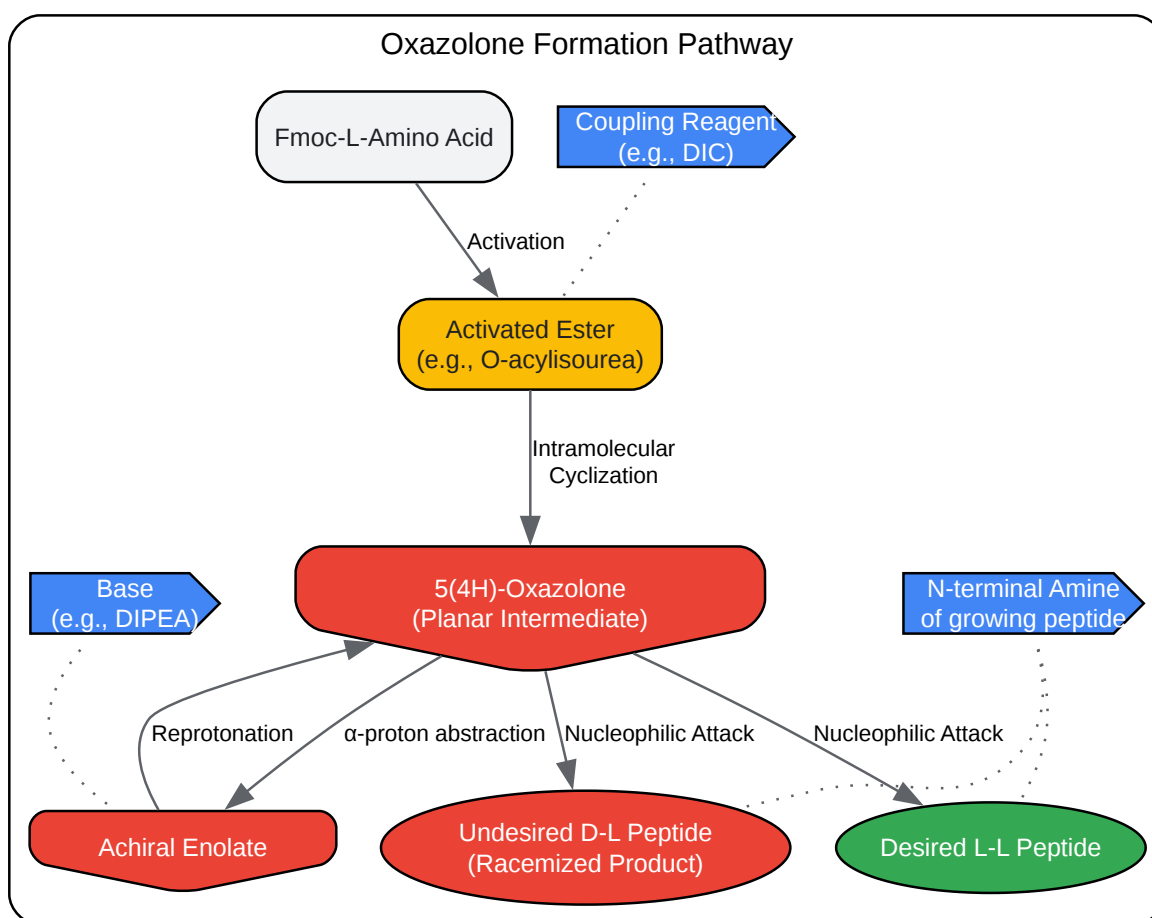 Oxazolone Formation Pathway
Fmoc-L-Amino Acid
Coupling Reagent
(e.g., DIC)
Activation
Activated Ester
(e.g., O-acylisourea)
Intramolecular
Cyclization
Base
(e.g., DIPEA)
5(4H)-Oxazolone
(Planar Intermediate)
N-terminal Amine
of growing peptide
Reprotonation
α-proton abstraction
Nucleophilic Attack
Nucleophilic Attack
Achiral Enolate
Undesired D-L Peptide
(Racemized Product)
Desired L-L Peptide